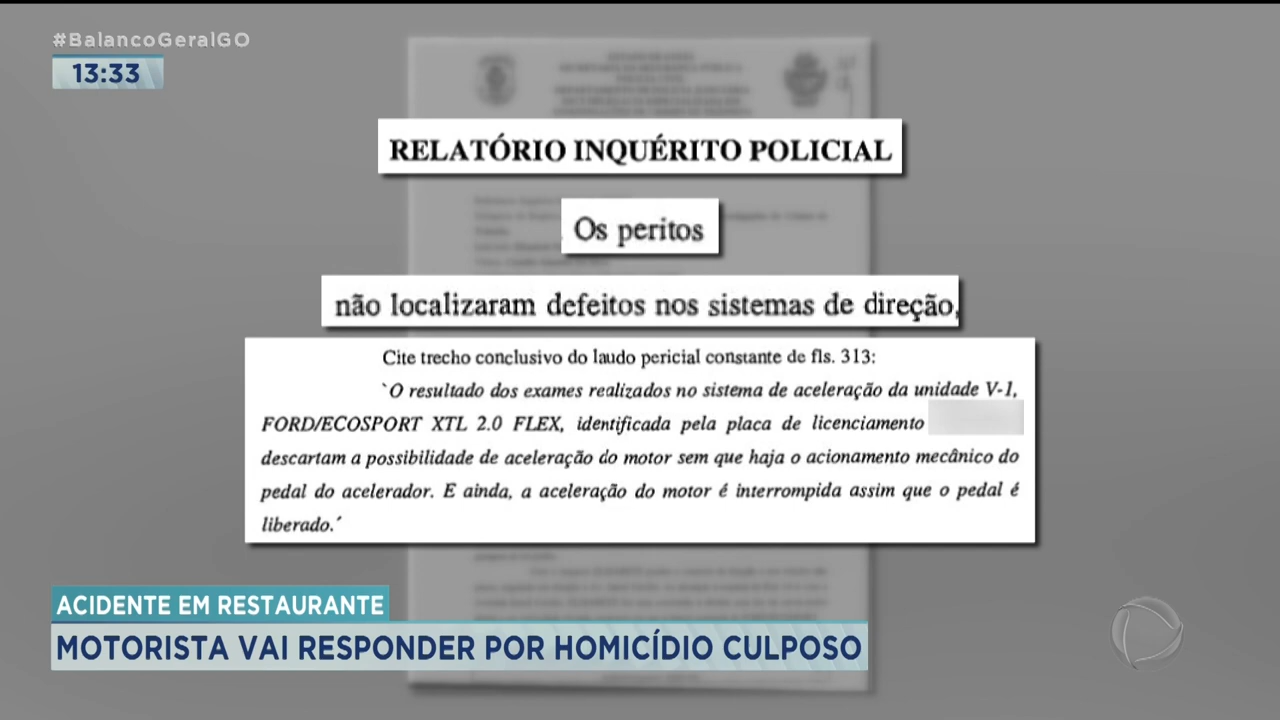 #BalancoGeralGO
13:33
RELATÓRIO INQUÉRITO POLICIAL
Os peritos
não localizaram defeitos nos sistemas de direção,
Cite trecho conclusivo do laudo pericial constante de fls. 313:
`O resultado dos exames realizados no sistema de aceleração da unidade V-1,
FORD/ECOSPORT XTL 2.0 FLEX, identificada pela placa de licenciamento
descartam a possibilidade de aceleração do motor sem que haja o acionamento mecânico do
pedal do acelerador. E ainda, a aceleração do motor é interrompida assim que o pedal é
liberado.´
ACIDENTE EM RESTAURANTE
MOTORISTA VAI RESPONDER POR HOMICÍDIO CULPOSO